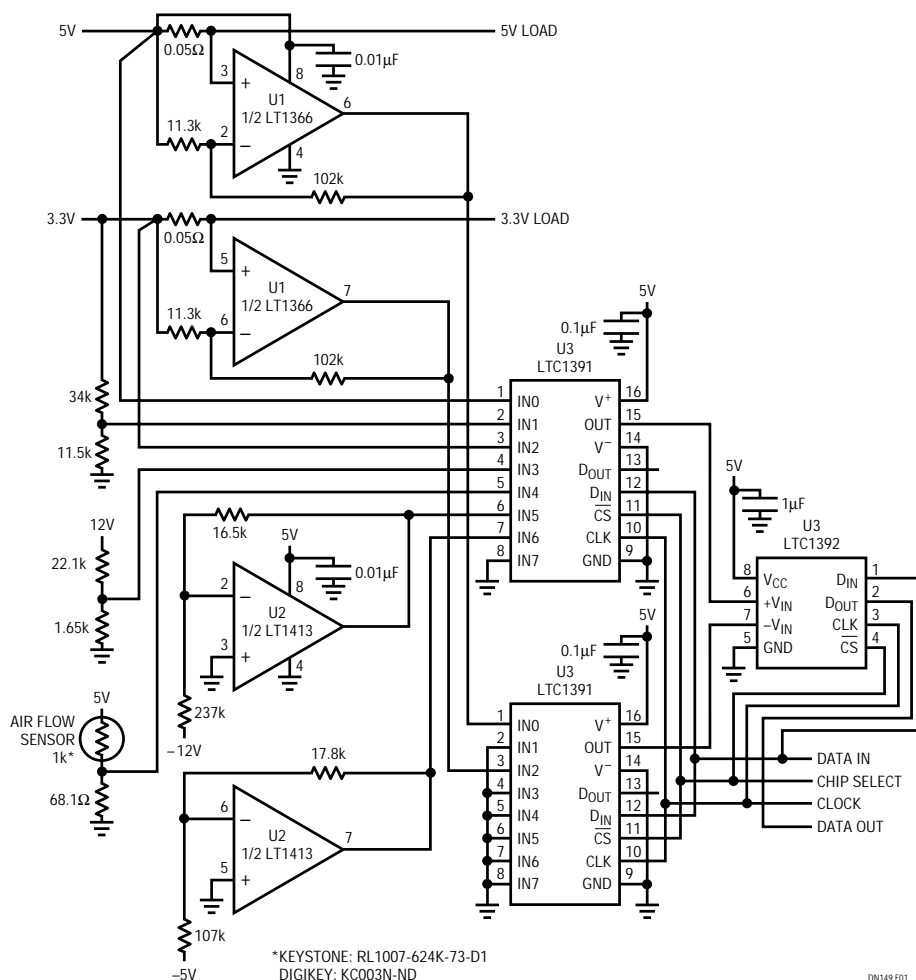 5V
0.05Ω
5V LOAD
0.01µF
3
+
8
U1
1/2 LT1366
6
11.3k
2
–
4
102k
3.3V
0.05Ω
3.3V LOAD
5
+
U1
1/2 LT1366
7
11.3k
6
–
102k
34k
11.5k
12V
22.1k
1.65k
5V
AIR FLOW
SENSOR
1k*
68.1Ω
16.5k
5V
0.01µF
2
–
8
U2
1/2 LT1413
3
+
4
237k
–12V
17.8k
6
–
U2
1/2 LT1413
7
5
+
107k
–5V
5V
0.1µF
U3
LTC1391
1 IN0 V+ 16
2 IN1 OUT 15
3 IN2 V– 14
4 IN3 DOUT 13
5 IN4 DIN 12
6 IN5 CS 11
7 IN6 CLK 10
8 IN7 GND 9
5V
0.1µF
U3
LTC1391
1 IN0 V+ 16
2 IN1 OUT 15
3 IN2 V– 14
4 IN3 DOUT 13
5 IN4 DIN 12
6 IN5 CS 11
7 IN6 CLK 10
8 IN7 GND 9
5V
1µF
U3
LTC1392
8 VCC DIN 1
6 +VIN DOUT 2
7 –VIN CLK 3
5 GND CS 4
DATA IN
CHIP SELECT
CLOCK
DATA OUT
*KEYSTONE: RL1007-624K-73-D1
DIGIKEY: KC003N-ND
DN149 F01